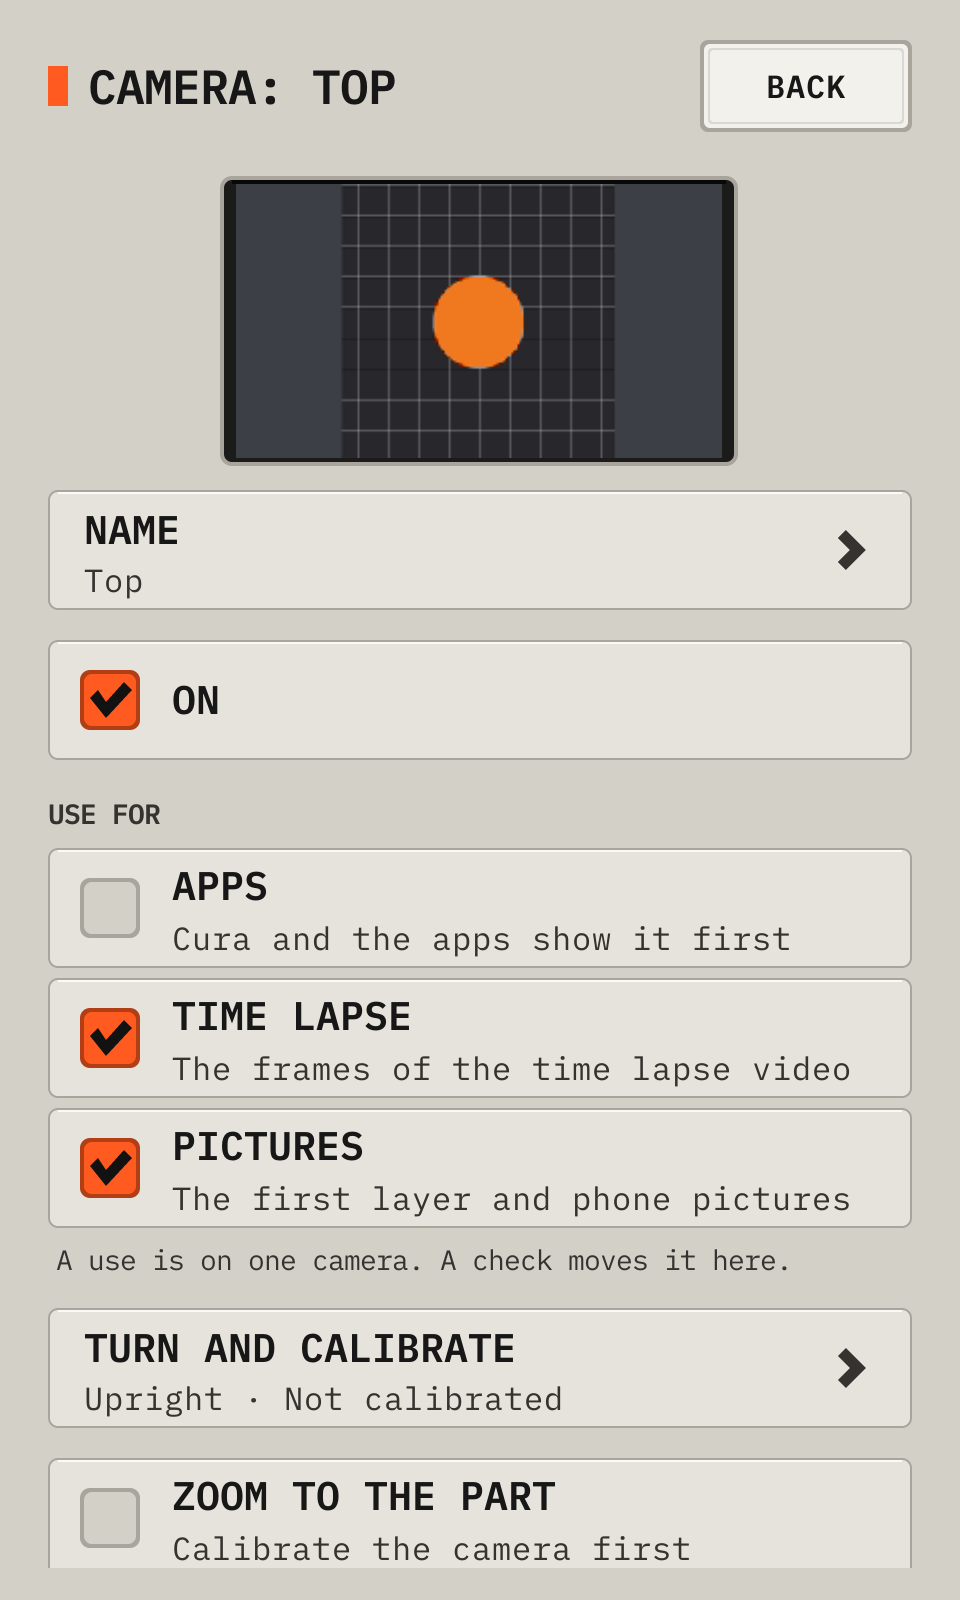 CAMERA: TOP
BACK
NAME
Top
ON
USE FOR
APPS
Cura and the apps show it first
TIME LAPSE
The frames of the time lapse video
PICTURES
The first layer and phone pictures
A use is on one camera. A check moves it here.
TURN AND CALIBRATE
Upright · Not calibrated
ZOOM TO THE PART
Calibrate the camera first